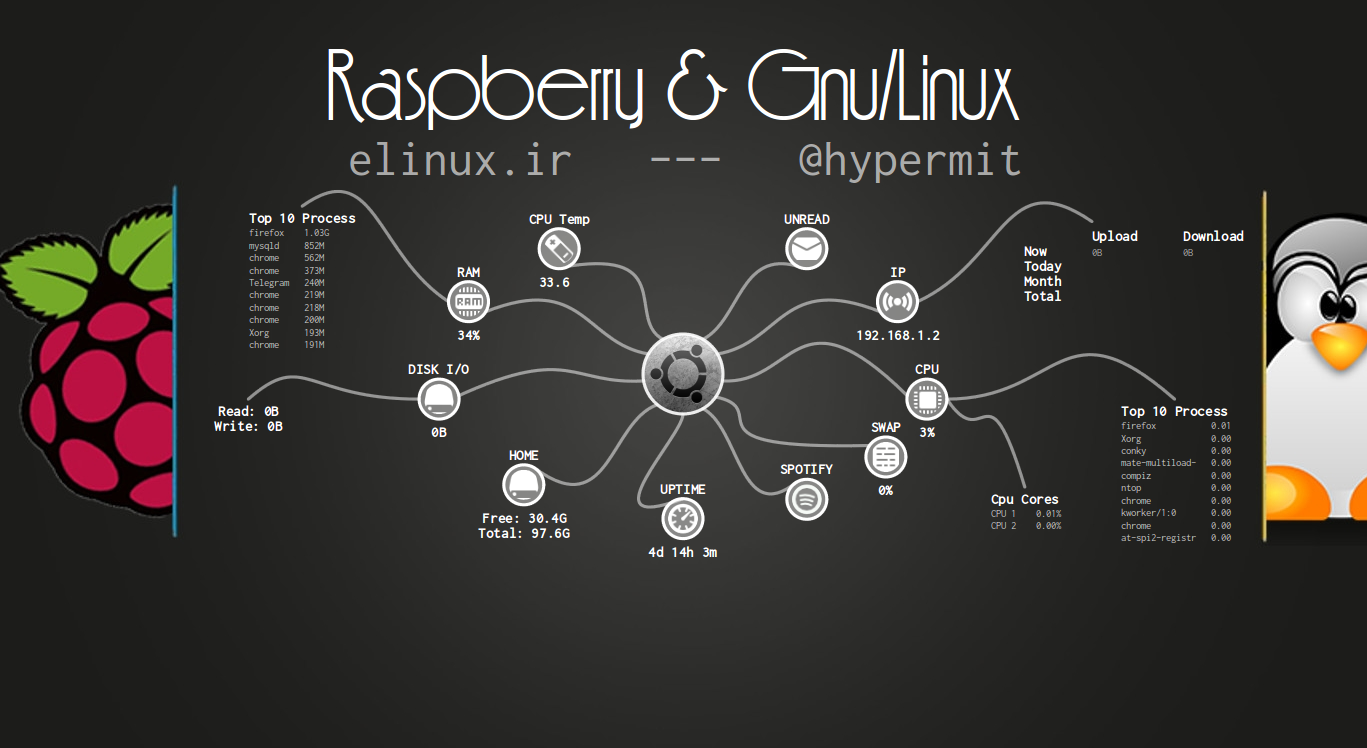 Raspberry & Gnu/Linux
elinux.ir --- @hypermit
Top 10 Process
firefox 1.03G
mysqld 852M
chrome 562M
chrome 373M
Telegram 240M
chrome 219M
chrome 218M
chrome 200M
Xorg 193M
chrome 191M
CPU Temp
33.6
RAM
RAM
34%
DISK I/O
0B
Read: 0B
Write: 0B
HOME
Free: 30.4G
Total: 97.6G
UPTIME
4d 14h 3m
UNREAD
IP
192.168.1.2
Upload Download
0B 0B
Now
Today
Month
Total
CPU
3%
SWAP
0%
SPOTIFY
Cpu Cores
CPU 1 0.01%
CPU 2 0.00%
Top 10 Process
firefox 0.01
Xorg 0.00
conky 0.00
mate-multiload- 0.00
compiz 0.00
ntop 0.00
chrome 0.00
kworker/1:0 0.00
chrome 0.00
at-spi2-registr 0.00